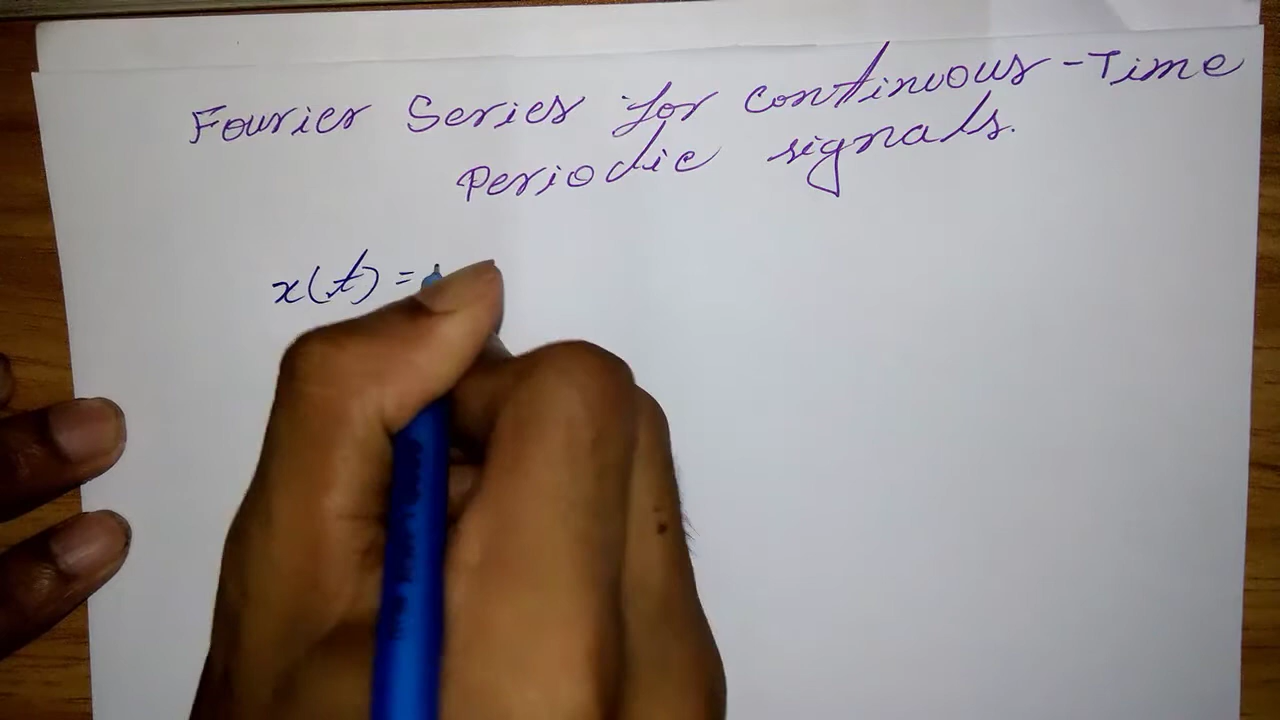 Fourier Series for continuous-Time
Periodic signals.
x(t) =